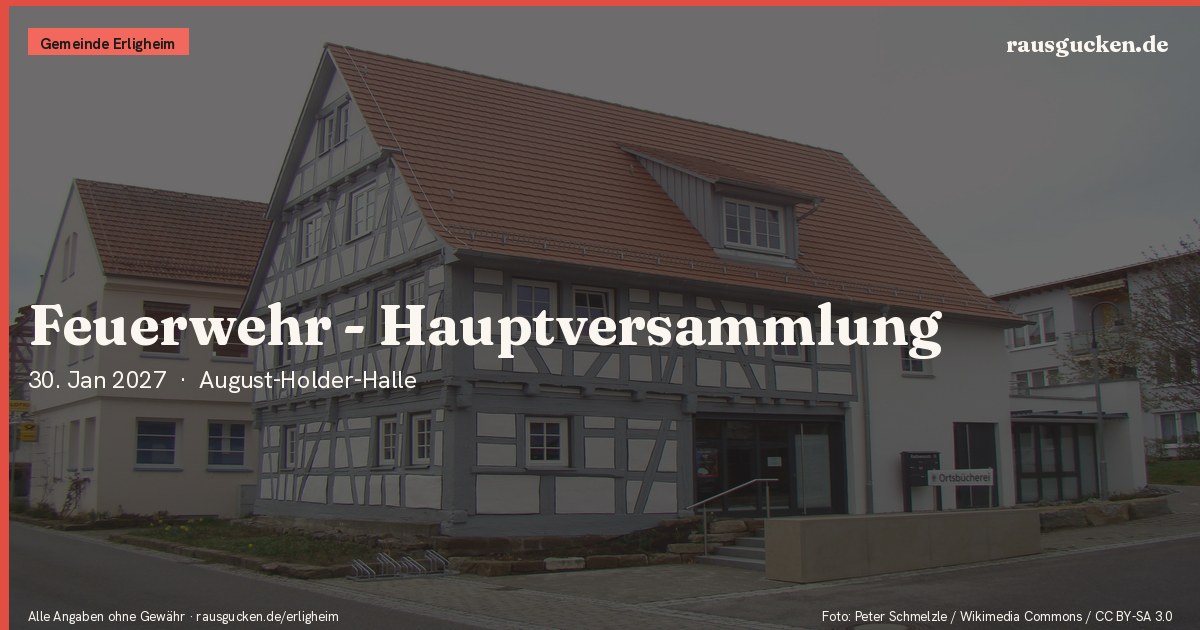 Gemeinde Erligheim
rausgucken.de
Feuerwehr - Hauptversammlung
30. Jan 2027 · August-Holder-Halle
Ortsbücherei
Alle Angaben ohne Gewähr · rausgucken.de/erligheim
Foto: Peter Schmelzle / Wikimedia Commons / CC BY-SA 3.0